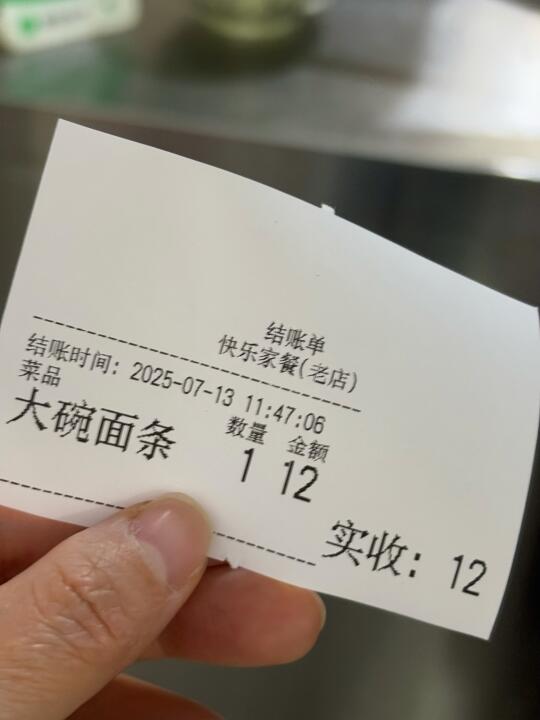 结账单
快乐家餐(老店)
结账时间: 2025-07-13 11:47:06
菜品 数量 金额
大碗面条 1 12
实收: 12